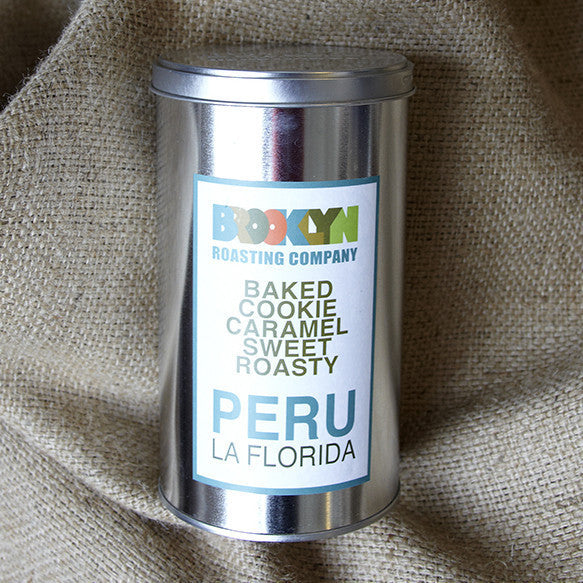 BROOKLYN
ROASTING COMPANY
BAKED
COOKIE
CARAMEL
SWEET
ROASTY
PERU
LA FLORIDA